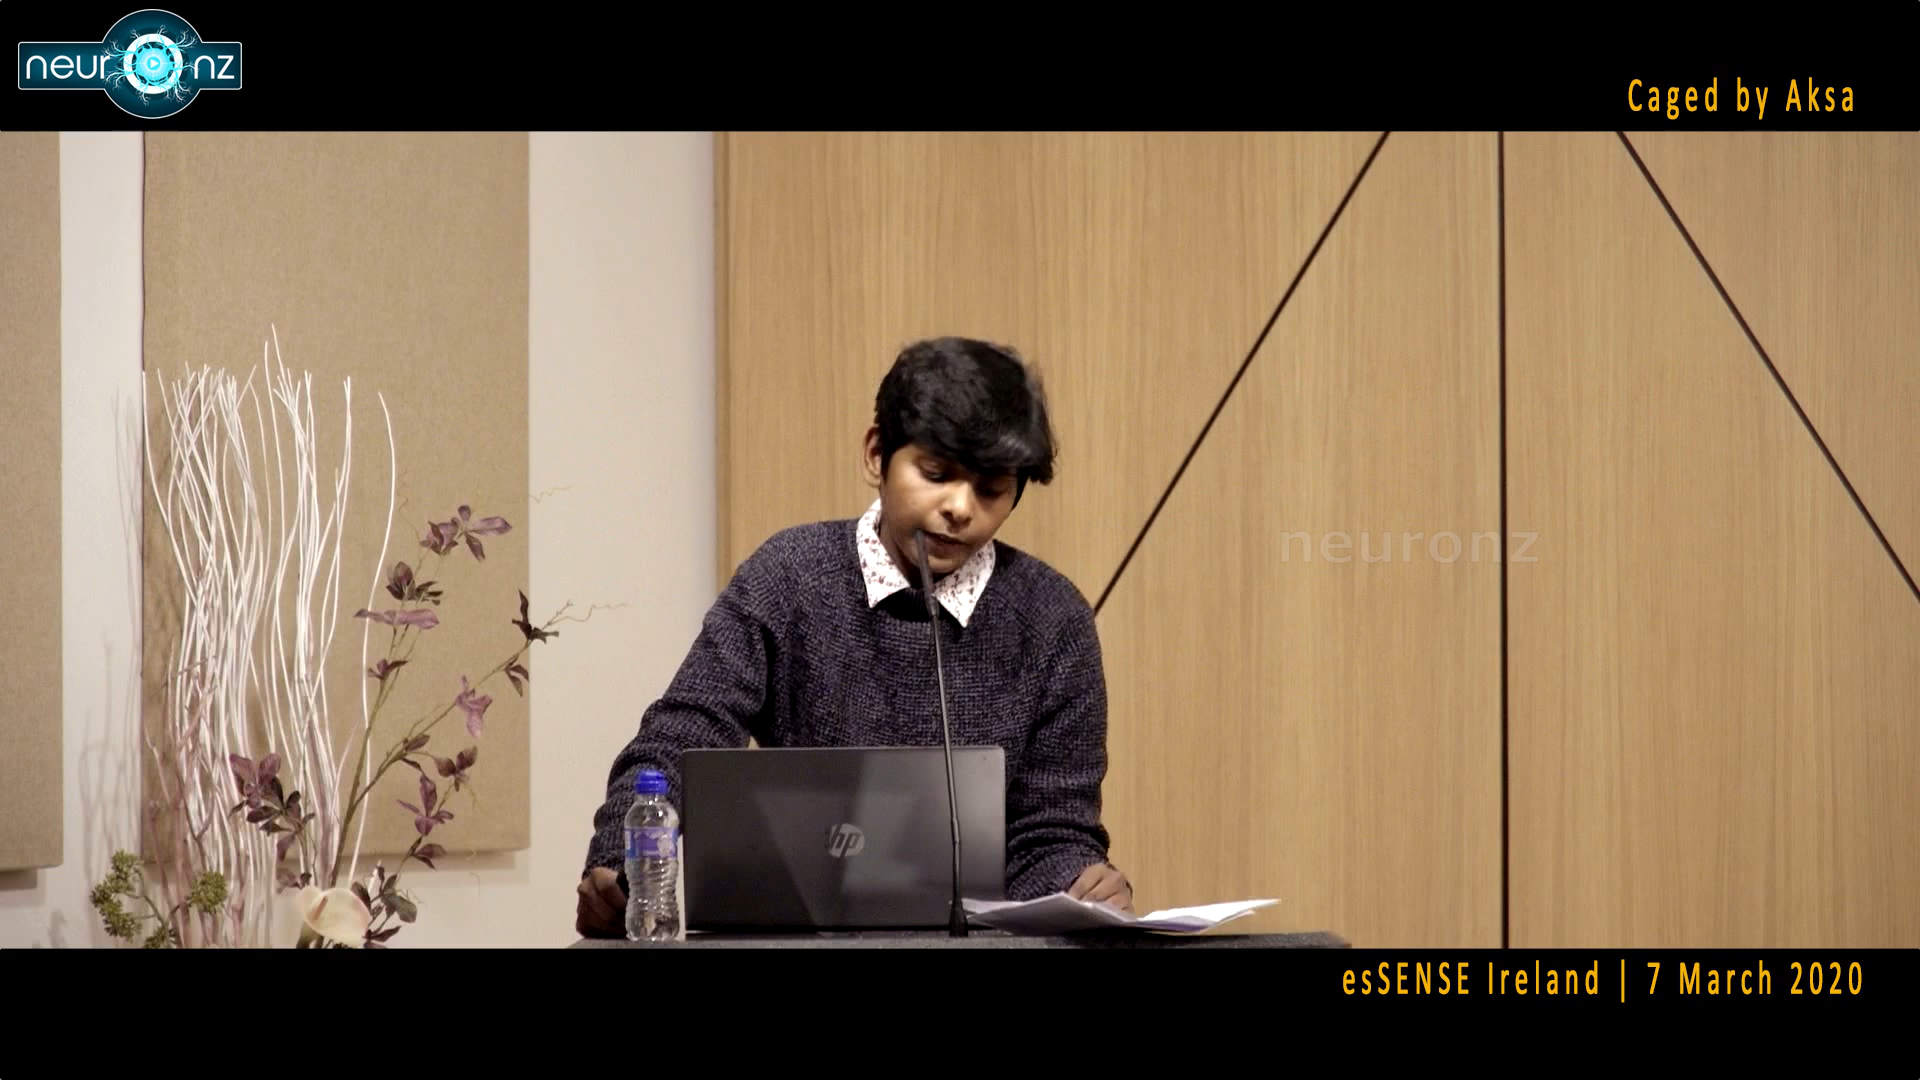 neuronz
Caged by Aksa
neuronz
hp
esSENSE Ireland | 7 March 2020